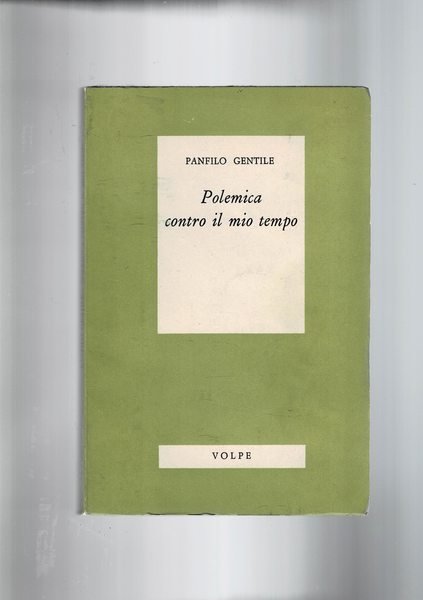 PANFILO GENTILE
Polemica
contro il mio tempo
VOLPE